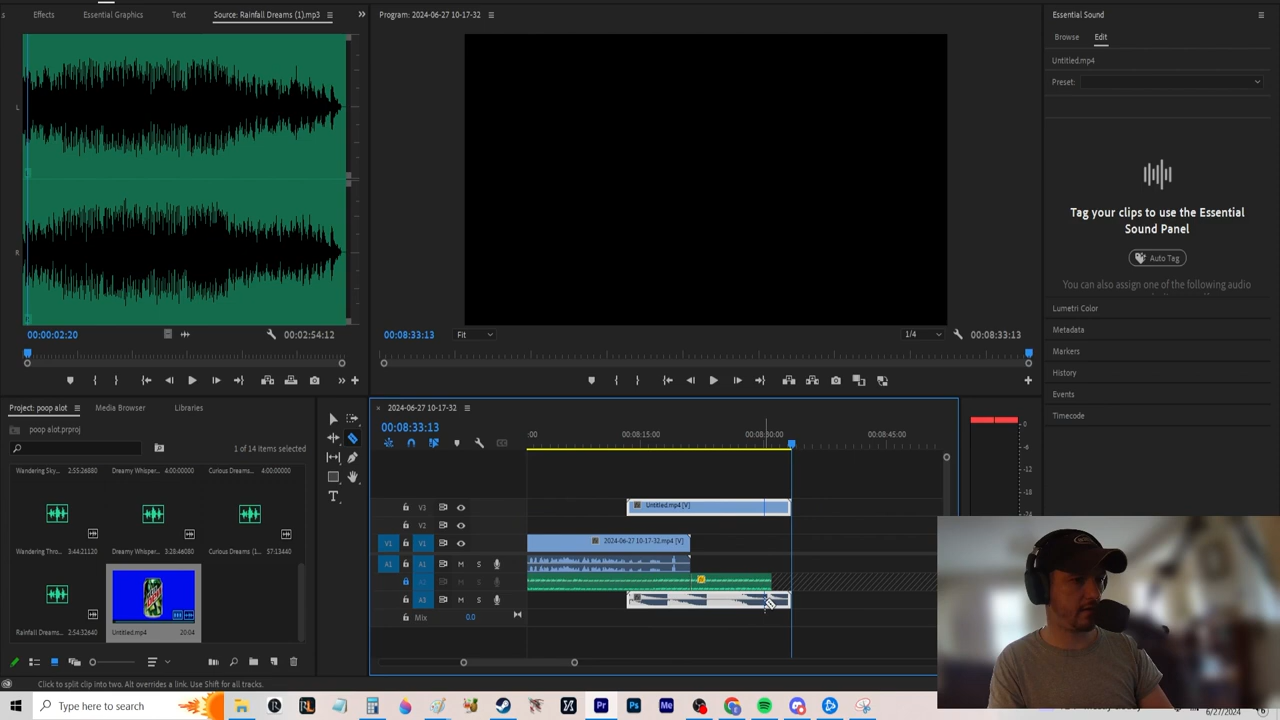 s
Effects
Essential Graphics
Text
Source: Rainfall Dreams (1).mp3
Program: 2024-06-27 10-17-32
Essential Sound
Browse
Edit
Untitled.mp4
Preset:
L
R
Tag your clips to use the Essential
Sound Panel
Auto Tag
You can also assign one of the following audio
Lumetri Color
Metadata
Markers
History
Events
Timecode
00:00:02:20
00:02:54:12
00:08:33:13
Fit
1/4
00:08:33:13
Project: poop alot
Media Browser
Libraries
poop alot.prproj
1 of 14 items selected
Wandering Sky... 2:55:26880
Dreamy Whisper... 4:00:00000
Curious Dreams... 4:00:00000
Wandering Thro... 3:44:21120
Dreamy Whisper... 3:28:46080
Curious Dreams (... 57:13440
Rainfall Dreams... 2:54:32640
Untitled.mp4 20:04
2024-06-27 10-17-32
00:08:33:13
:00
00:08:15:00
00:08:30:00
00:08:45:00
V3
Untitled.mp4 [V]
V2
V1 V1
2024-06-27 10-17-32.mp4 [V]
A1 A1 M S
A2 M S
A3 M S
Mix 0.0
0
-6
-12
-18
-24
Click to split clip into two. Alt overrides a link. Use Shift for all tracks.
Type here to search
6/27/2024